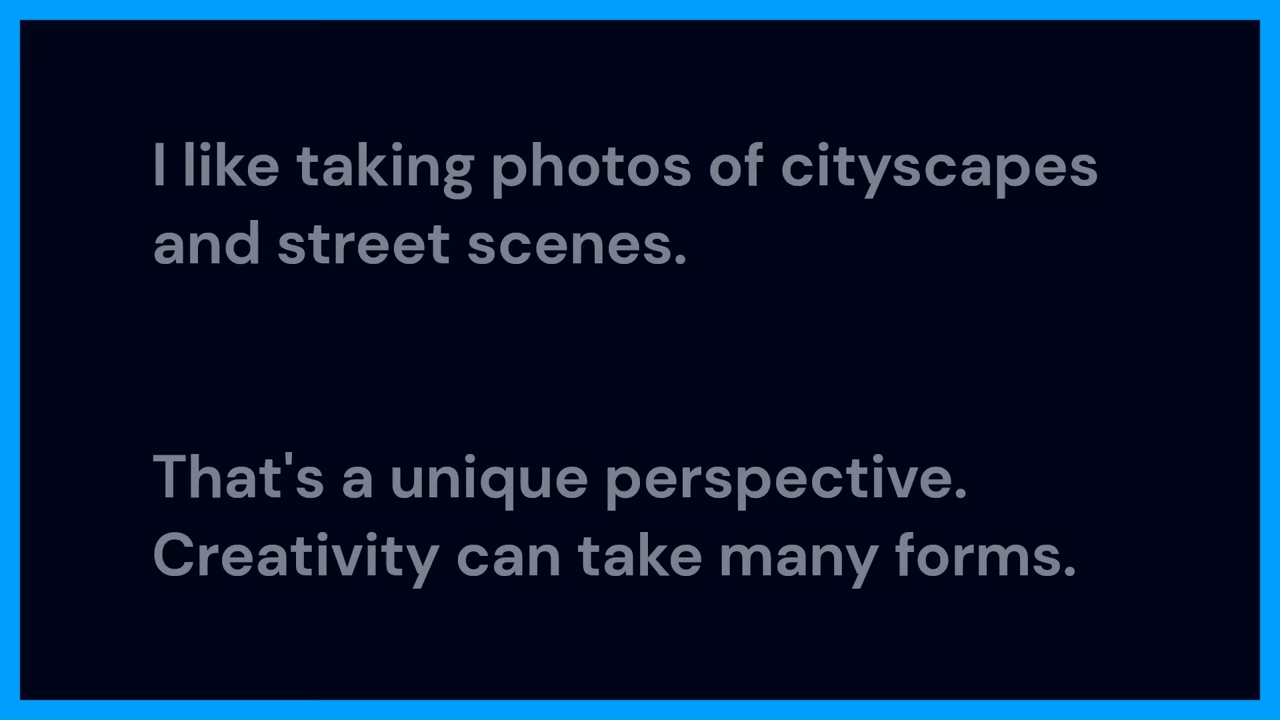 I like taking photos of cityscapes
and street scenes.
That's a unique perspective.
Creativity can take many forms.